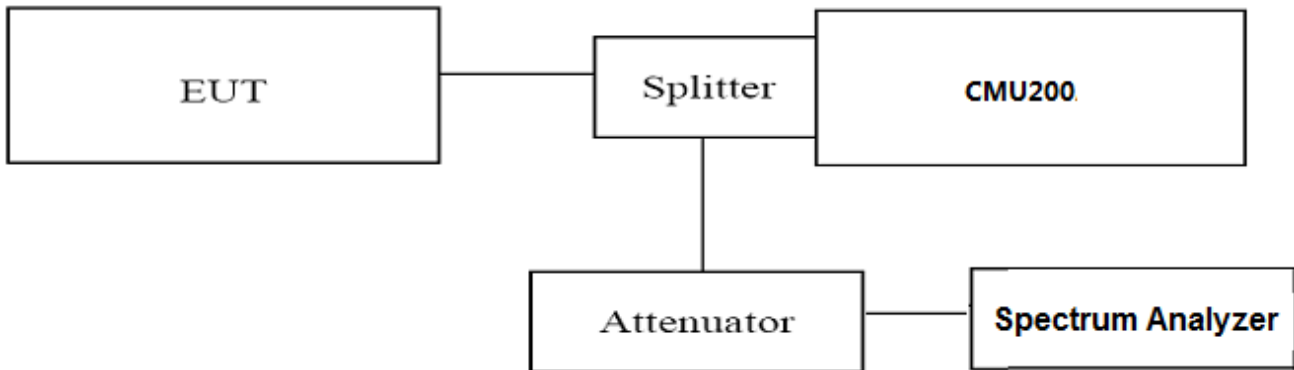 EUT
Splitter
CMU200
Attenuator
Spectrum Analyzer